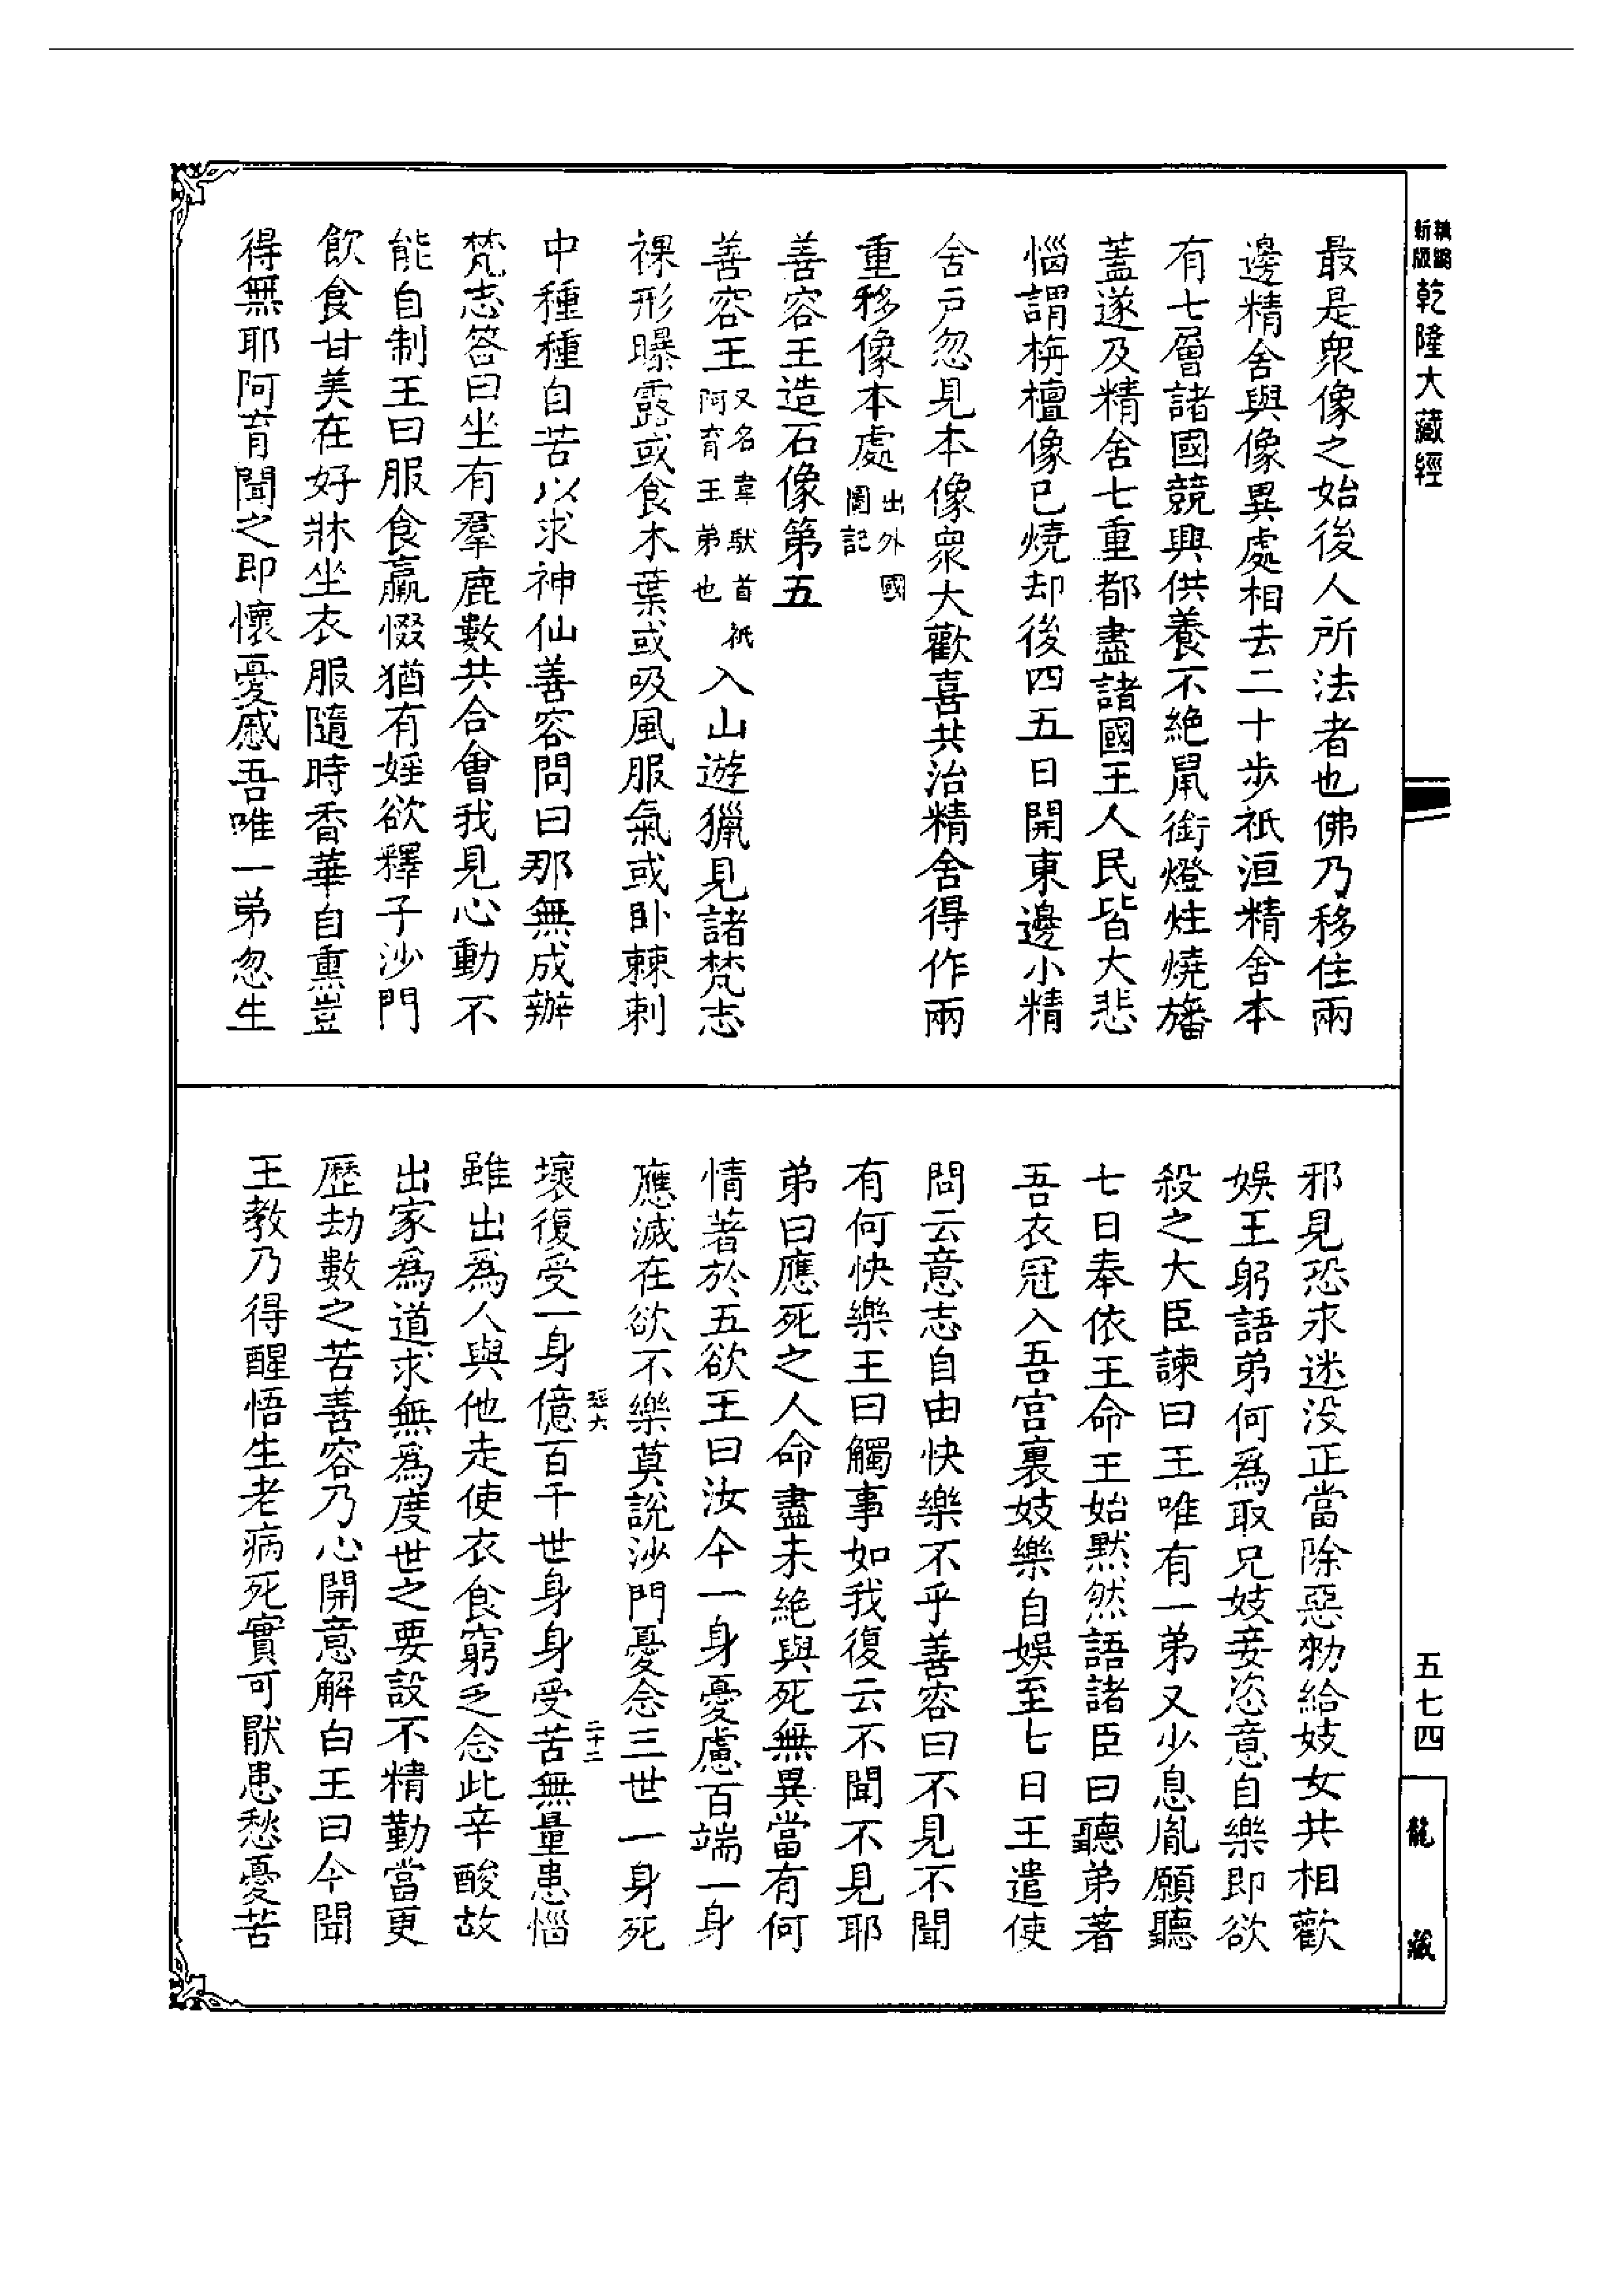 新版
乾隆大藏經
最是衆像之始後人所法者也佛乃移住兩
邊精舍與像異處相去二十步祇洹精舍本
有七層諸國競興供養不絶鼠銜燈炷燒旛
蓋遂及精舍七重都盡諸國王人民皆大悲
惱謂栴檀像已燒却後四五日開東邊小精
舍戶忽見本像衆大歡喜共治精舍得作兩
重移像本處出外國圖記
善容王造石像第五
善容王又名韋馱首祇阿育王弟也入山遊獵見諸梵志
裸形曝露或食木葉或吸風服氣或卧棘刺
中種種自苦以求神仙善容問曰那無成辦
梵志答曰坐有羣鹿數共合會我見心動不
能自制王曰服食羸惙猶有婬欲釋子沙門
飲食甘美在好牀坐衣服隨時香華自熏豈
得無耶阿育聞之即懷憂慼吾唯一弟忽生
邪見恐永迷没正當除惡勑給妓女共相歡
娛王躬語弟何爲取兄妓妾恣意自樂即欲
殺之大臣諫曰王唯有一弟又少息胤願聽
七日奉依王命王始黙然語諸臣曰聽弟著
吾衣冠入吾宫裏妓樂自娛至七日王遣使
問云意志自由快樂不乎善容曰不見不聞
有何快樂王曰觸事如我復云不聞不見耶
弟曰應死之人命盡未絶與死無異當有何
情著於五欲王曰汝今一身憂慮百端一身
應滅在欲不樂莫說沙門憂念三世一身死
壞復受一身億百千世身身受苦無量患惱
雖出爲人與他走使衣食窮乏念此辛酸故
出家爲道求無爲度世之要設不精勤當更
歷劫數之苦善容乃心開意解白王曰今聞
王教乃得醒悟生老病死實可厭患愁憂苦
五七四
龍藏